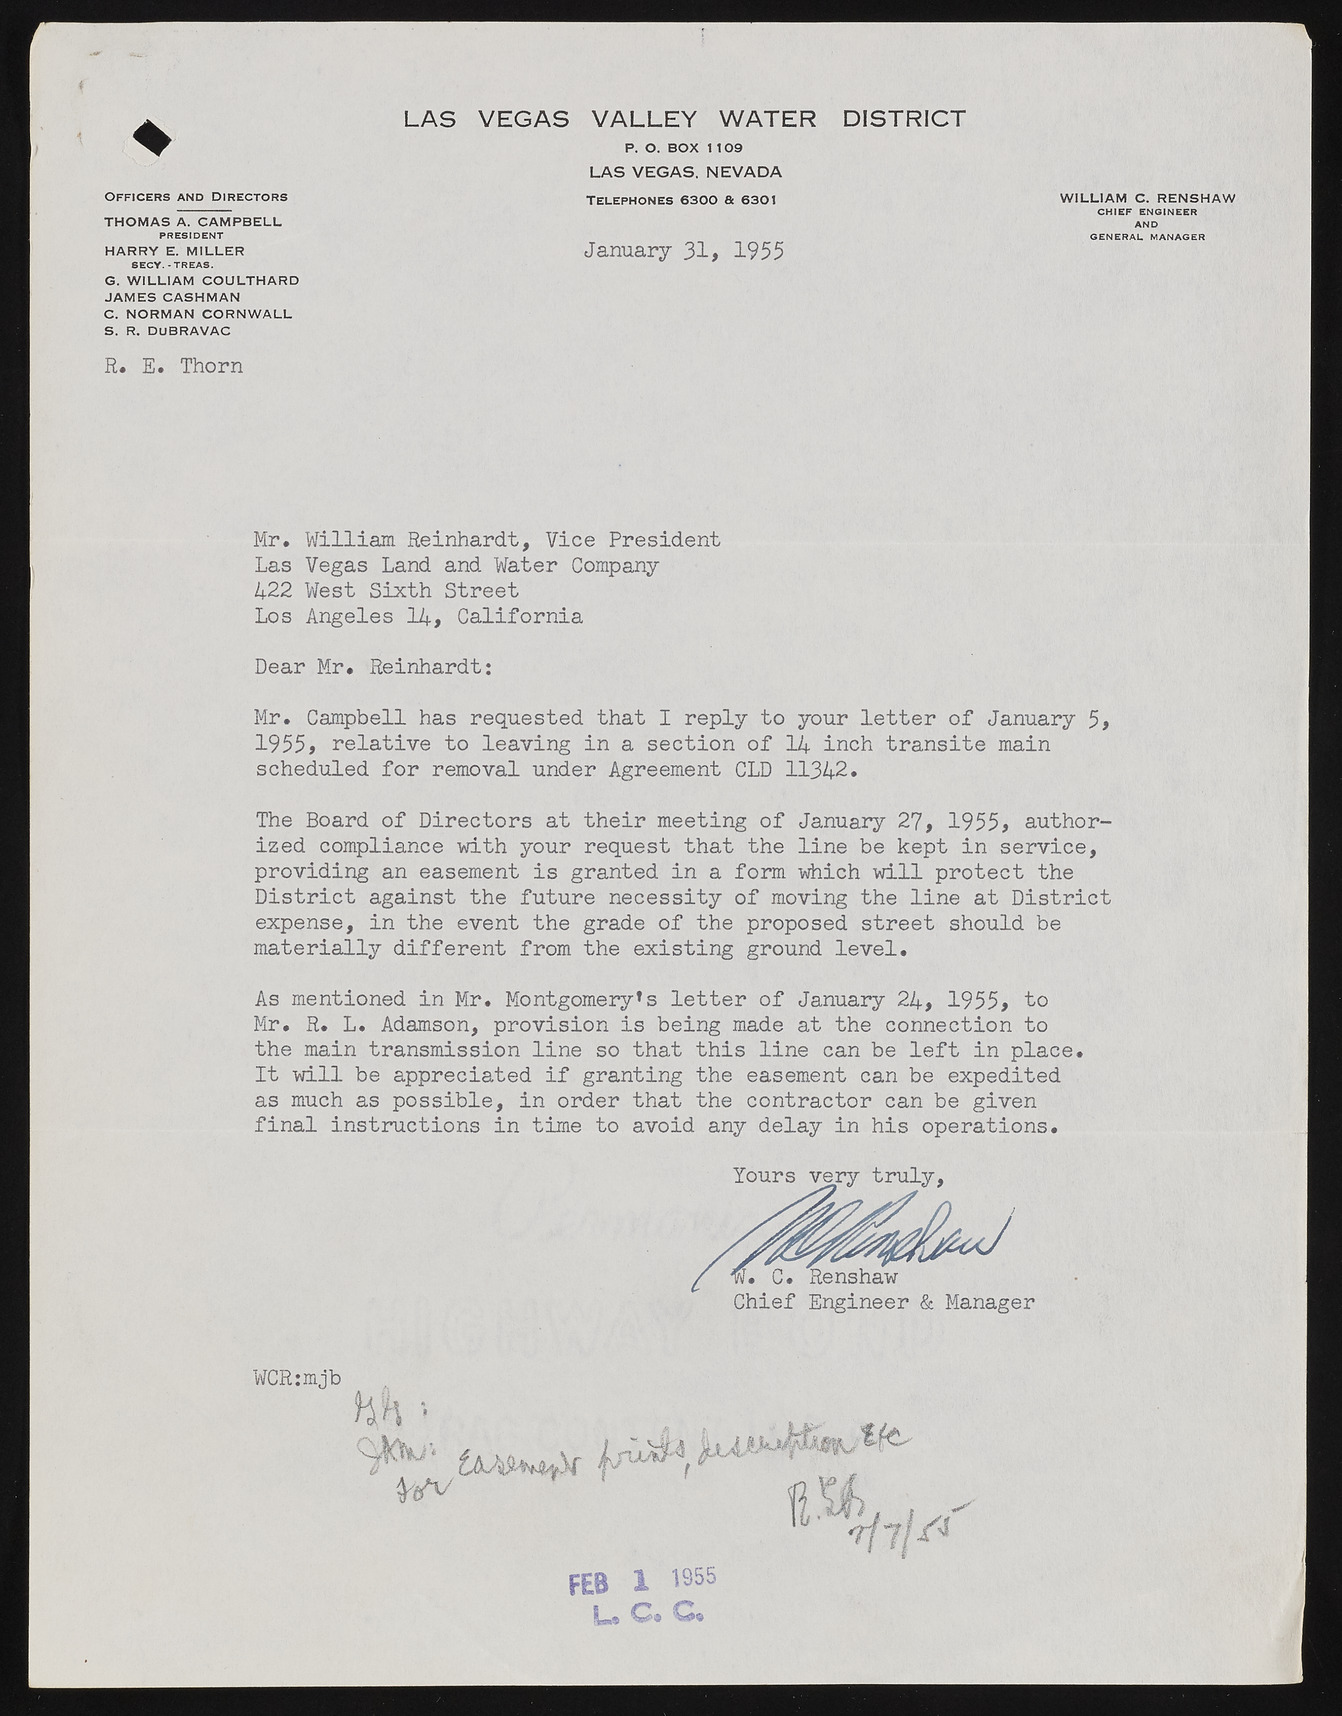 LAS VEGAS VALLEY WATER DISTRICT
P. O. BOX 1109
LAS VEGAS, NEVADA
TELEPHONES 6300 & 6301
OFFICERS AND DIRECTORS
THOMAS A. CAMPBELL
PRESIDENT
HARRY E. MILLER
SECY.-TREAS.
G. WILLIAM COULTHARD
JAMES CASHMAN
C. NORMAN CORNWALL
S. R. DUBRAVAC
R. E. Thorn
WILLIAM C. RENSHAW
CHIEF ENGINEER
AND
GENERAL MANAGER
January 31, 1955
Mr. William Reinhardt, Vice President
Las Vegas Land and Water Company
422 West Sixth Street
Los Angeles 14, California
Dear Mr. Reinhardt:
Mr. Campbell has requested that I reply to your letter of January 5,
1955, relative to leaving in a section of 14 inch transite main
scheduled for removal under Agreement CLD 11342.
The Board of Directors at their meeting of January 27, 1955, author-
ized compliance with your request that the line be kept in service,
providing an easement is granted in a form which will protect the
District against the future necessity of moving the line at District
expense, in the event the grade of the proposed street should be
materially different from the existing ground level.
As mentioned in Mr. Montgomery's letter of January 24, 1955, to
Mr. R. L. Adamson, provision is being made at the connection to
the main transmission line so that this line can be left in place.
It will be appreciated if granting the easement can be expedited
as much as possible, in order that the contractor can be given
final instructions in time to avoid any delay in his operations.
Yours very truly,
WCRenshaw
W. C. Renshaw
Chief Engineer & Manager
WCR:mjb
For Easement prints, description Etc
2/7/55
FEB 1 1955
L. C. C.